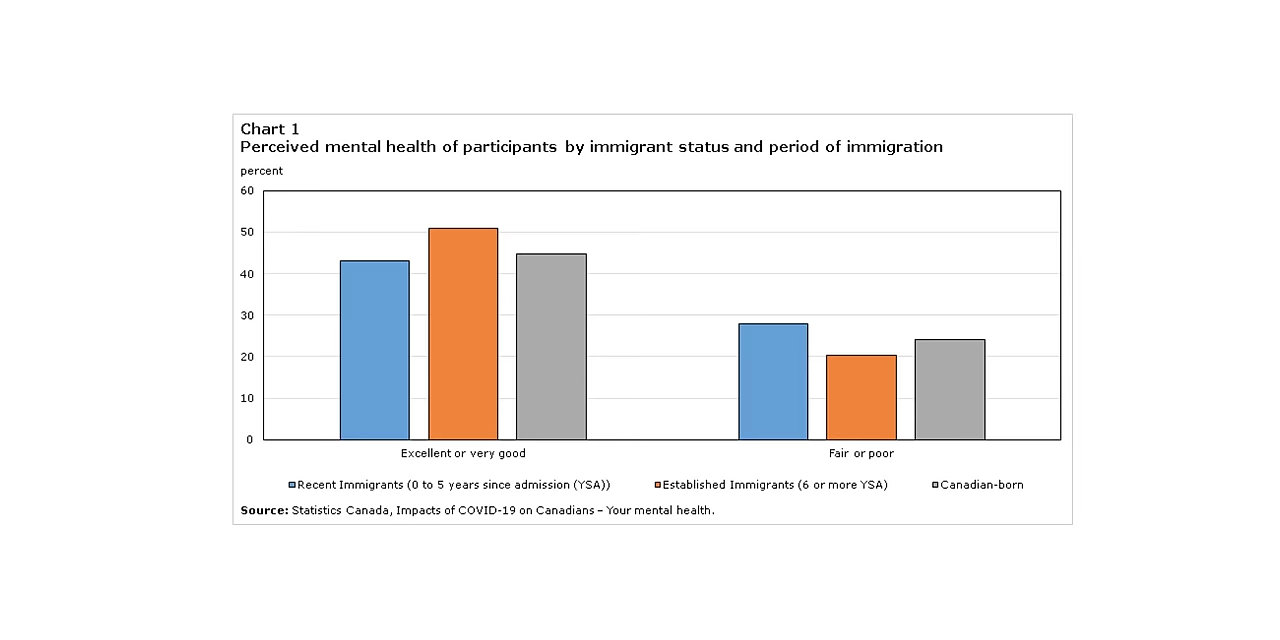 Chart 1
Perceived mental health of participants by immigrant status and period of immigration
percent
60
50
40
30
20
10
0
Excellent or very good
Fair or poor
Recent Immigrants (0 to 5 years since admission (YSA))
Established Immigrants (6 or more YSA)
Canadian-born
Source: Statistics Canada, Impacts of COVID-19 on Canadians – Your mental health.